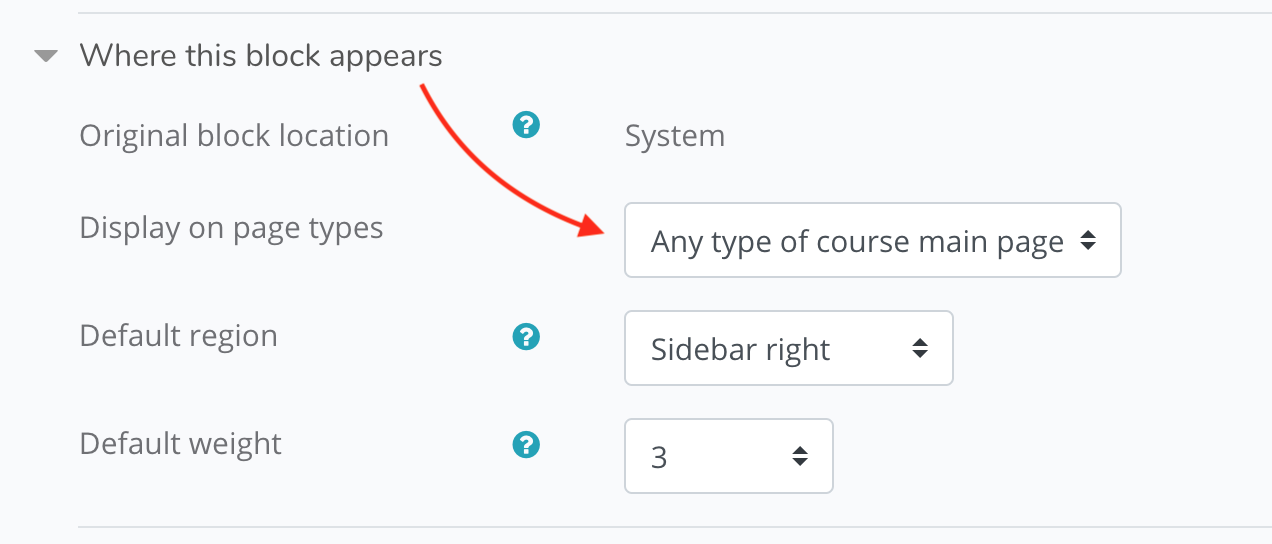 Where this block appears
Original block location ? System
Display on page types Any type of course main page
Default region ? Sidebar right
Default weight ? 3